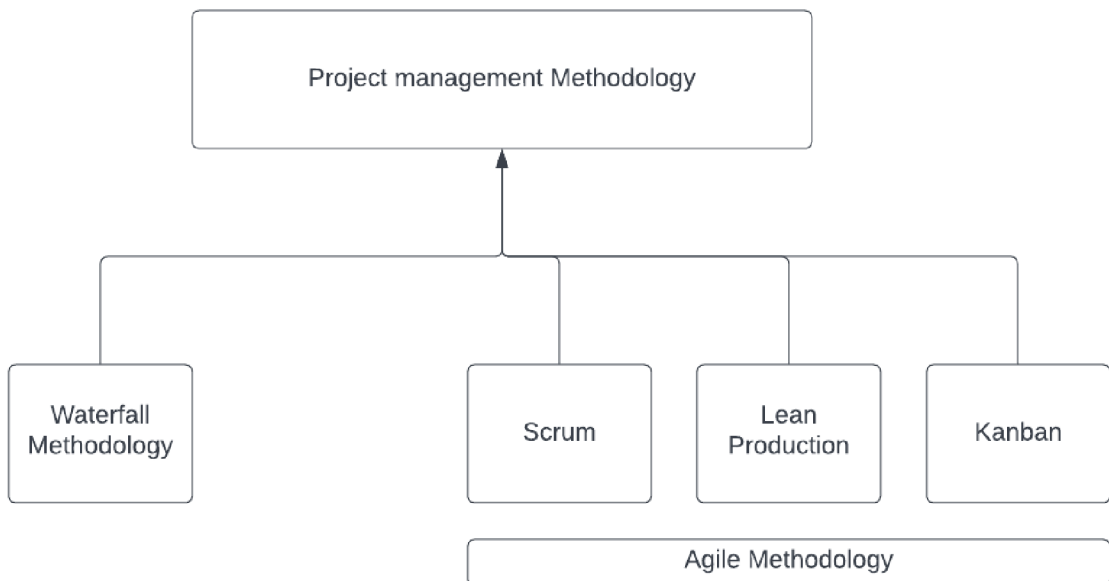 Project management Methodology
Waterfall
Methodology
Scrum
Lean
Production
Kanban
Agile Methodology